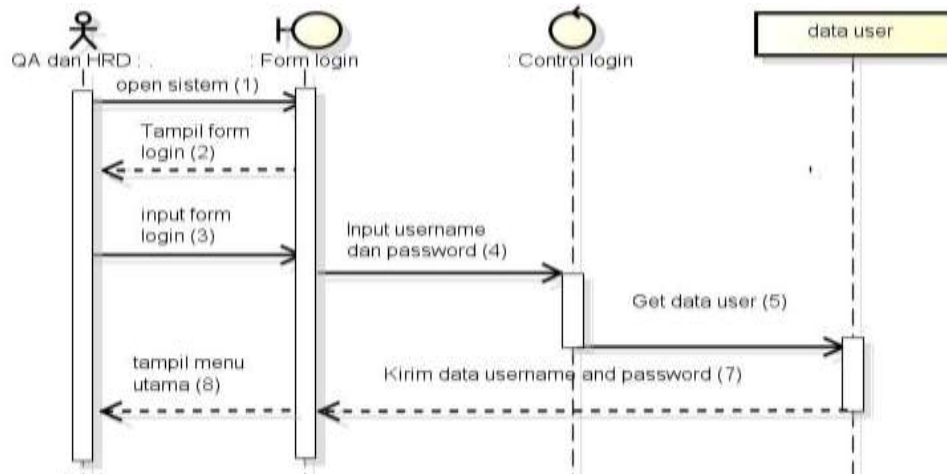 QA dan HRD : .
: Form login
: Control login
data user
open sistem (1)
Tampil form
login (2)
input form
login (3)
Input username
dan password (4)
Get data user (5)
Kirim data username and password (7)
tampil menu
utama (8)